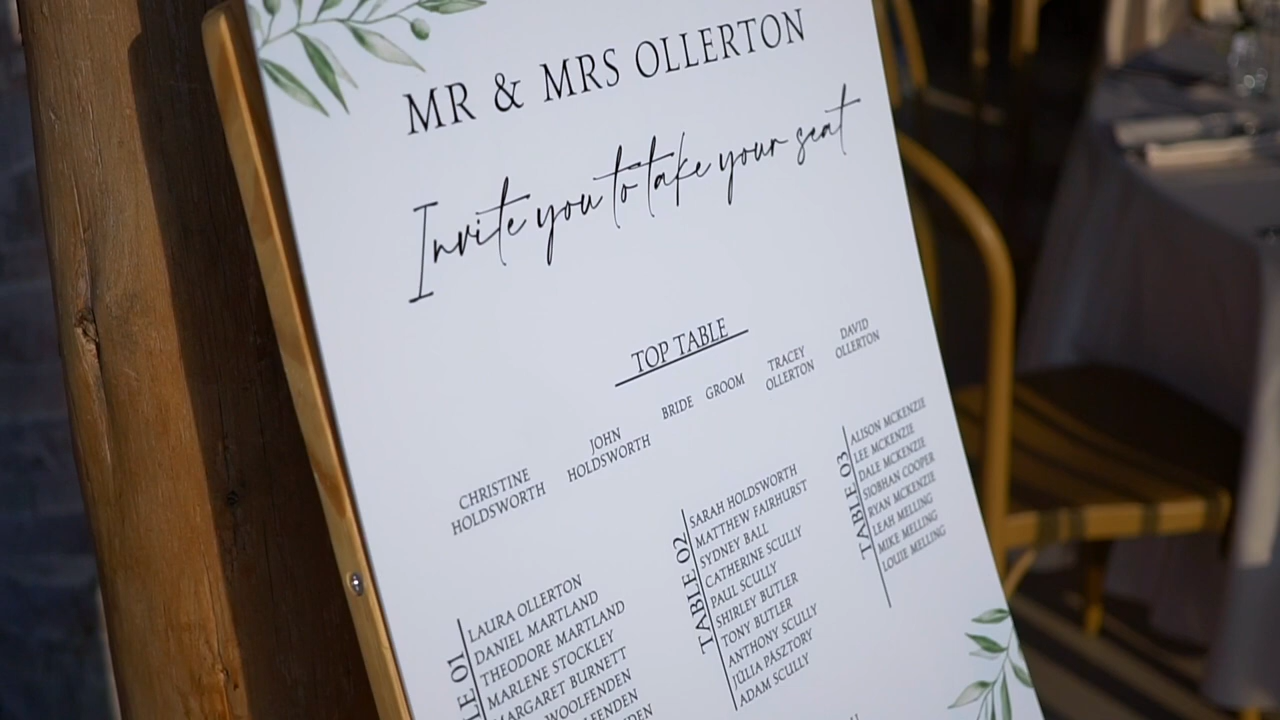 MR & MRS OLLERTON
Invite you to take your seat
TOP TABLE
CHRISTINE
HOLDSWORTH
JOHN
HOLDSWORTH
BRIDE
GROOM
TRACEY
OLLERTON
DAVID
OLLERTON
LAURA OLLERTON
DANIEL MARTLAND
THEODORE MARTLAND
MARLENE STOCKLEY
MARGARET BURNETT
WOOLFENDEN
TABLE 02
SARAH HOLDSWORTH
MATTHEW FAIRHURST
SYDNEY BALL
CATHERINE SCULLY
PAUL SCULLY
SHIRLEY BUTLER
TONY BUTLER
ANTHONY SCULLY
JULIA PASZTORY
ADAM SCULLY
TABLE 03
ALISON MCKENZIE
LEE MCKENZIE
DALE MCKENZIE
SIOBHAN COOPER
RYAN MCKENZIE
LEAH MELLING
MIKE MELLING
LOUIE MELLING